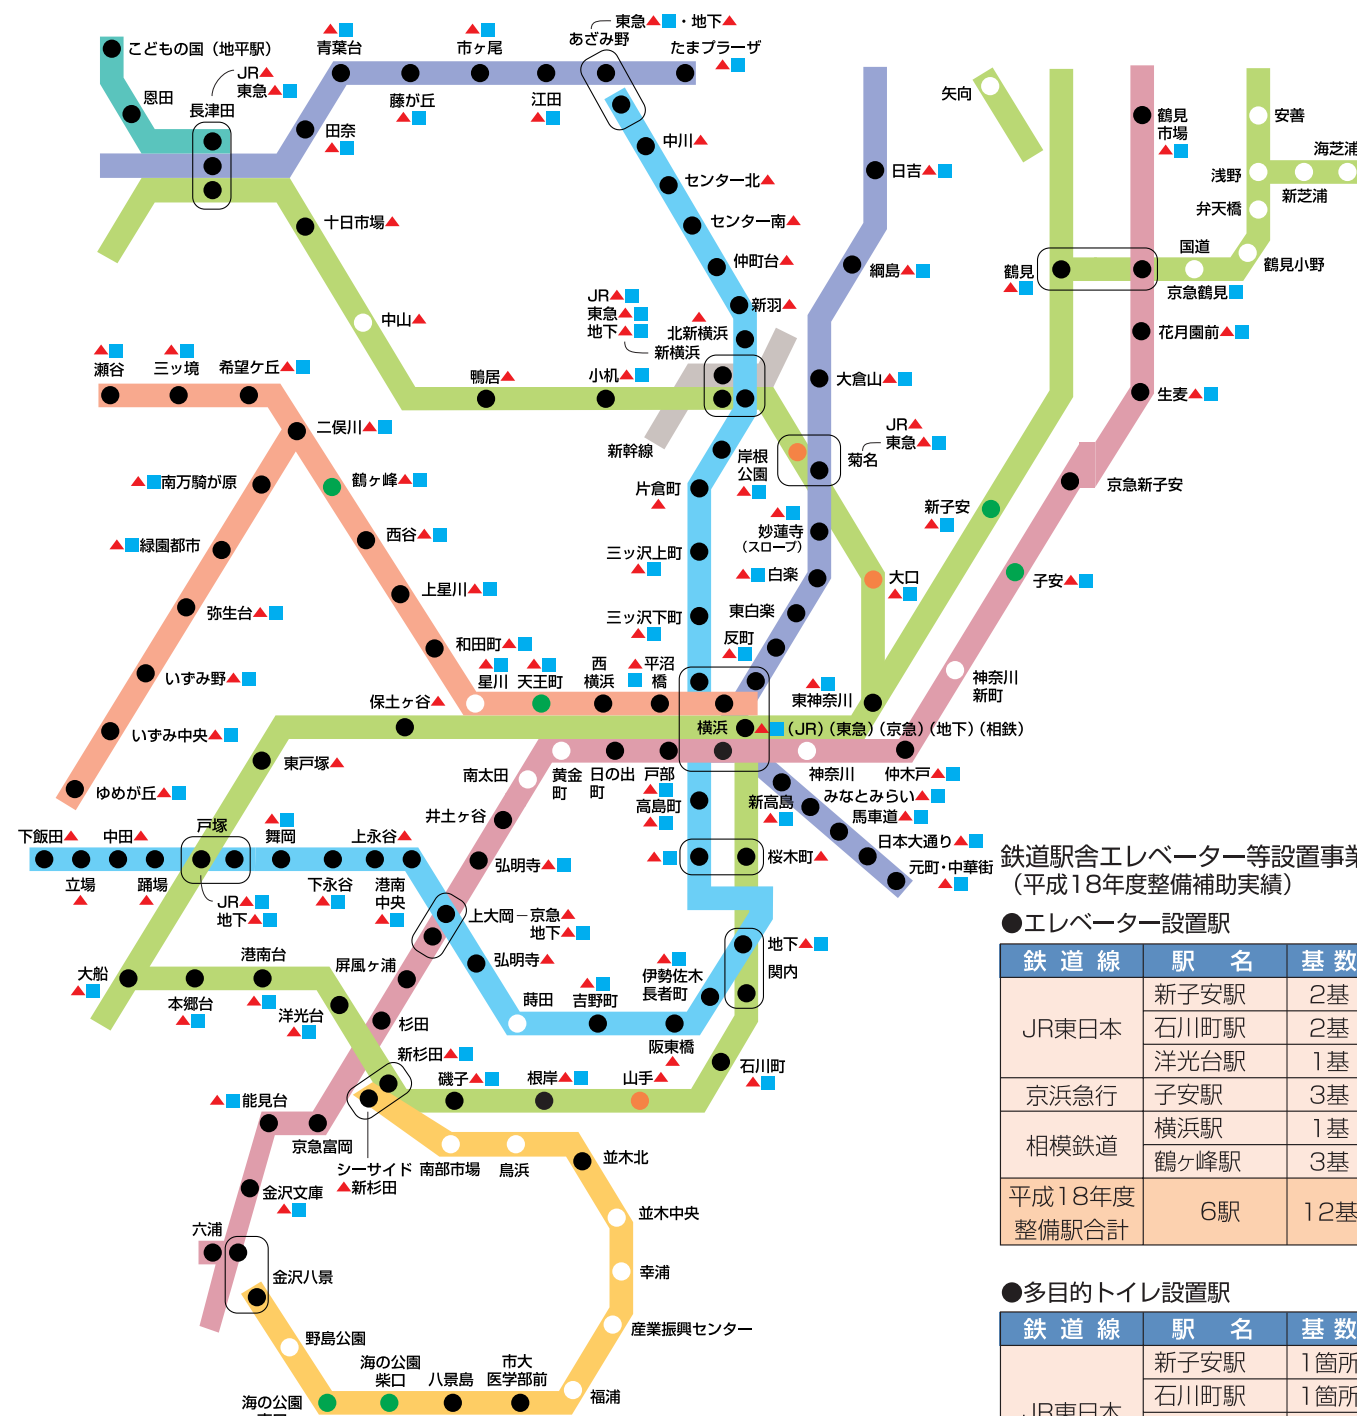 東急▲■・地下▲
あざみ野
こどもの国（地平駅）
青葉台
市ヶ尾
たまプラーザ
JR▲
東急▲■
長津田
恩田
藤が丘
江田
田奈
中川▲
矢向
鶴見
市場
安善
海芝浦
浅野
新芝浦
弁天橋
日吉▲■
センター北▲
センター南▲
十日市場▲
国道
鶴見小野
鶴見
京急鶴見■
仲町台▲
綱島▲■
JR▲■
東急▲■
地下▲■
新羽▲
北新横浜
新横浜
中山▲
花月園前▲■
瀬谷
三ッ境
希望ケ丘▲■
鴨居▲
小机▲■
大倉山▲■
生麦▲■
二俣川▲■
新幹線
岸根
公園
JR▲
東急▲■
菊名
▲■南万騎が原
鶴ヶ峰▲■
片倉町
京急新子安
新子安
▲■緑園都市
西谷▲■
三ッ沢上町
妙蓮寺
（スロープ）
▲■白楽
大口
子安▲■
弥生台▲■
上星川▲■
三ッ沢下町
東白楽
反町
和田町▲■
星川
天王町
西
横浜
平沼
橋
いずみ野▲■
保土ヶ谷▲
東神奈川
神奈川
新町
いずみ中央▲■
横浜
▲■（JR）（東急）（京急）（地下）（相鉄）
東戸塚▲
南太田
黄金
町
日の出
町
戸部
神奈川
仲木戸▲■
ゆめが丘▲■
高島町
新高島
みなとみらい▲■
馬車道▲■
日本大通り▲■
元町・中華街
井土ヶ谷
下飯田▲
中田▲
戸塚
舞岡
上永谷▲
弘明寺▲■
桜木町▲
立場
踊場
下永谷
港南
中央
JR▲■
地下▲■
上大岡－京急▲
地下▲■
地下▲■
関内
大船
本郷台
港南台
洋光台
屏風ヶ浦
弘明寺▲
蒔田
吉野町
伊勢佐木
長者町
杉田
阪東橋
新杉田▲■
磯子▲■
根岸▲■
山手▲
石川町
▲■能見台
京急富岡
シーサイド
▲新杉田
南部市場
鳥浜
並木北
金沢文庫
並木中央
六浦
金沢八景
幸浦
野島公園
産業振興センター
海の公園
柴口
八景島
市大
医学部前
福浦
海の公園
鉄道駅舎エレベーター等設置事業
（平成18年度整備補助実績）
●エレベーター設置駅
鉄道線 駅名 基数
JR東日本 新子安駅 2基
石川町駅 2基
洋光台駅 1基
京浜急行 子安駅 3基
相模鉄道 横浜駅 1基
鶴ヶ峰駅 3基
平成18年度
整備駅合計 6駅 12基
●多目的トイレ設置駅
鉄道線 駅名 基数
JR東日本 新子安駅 1箇所
石川町駅 1箇所